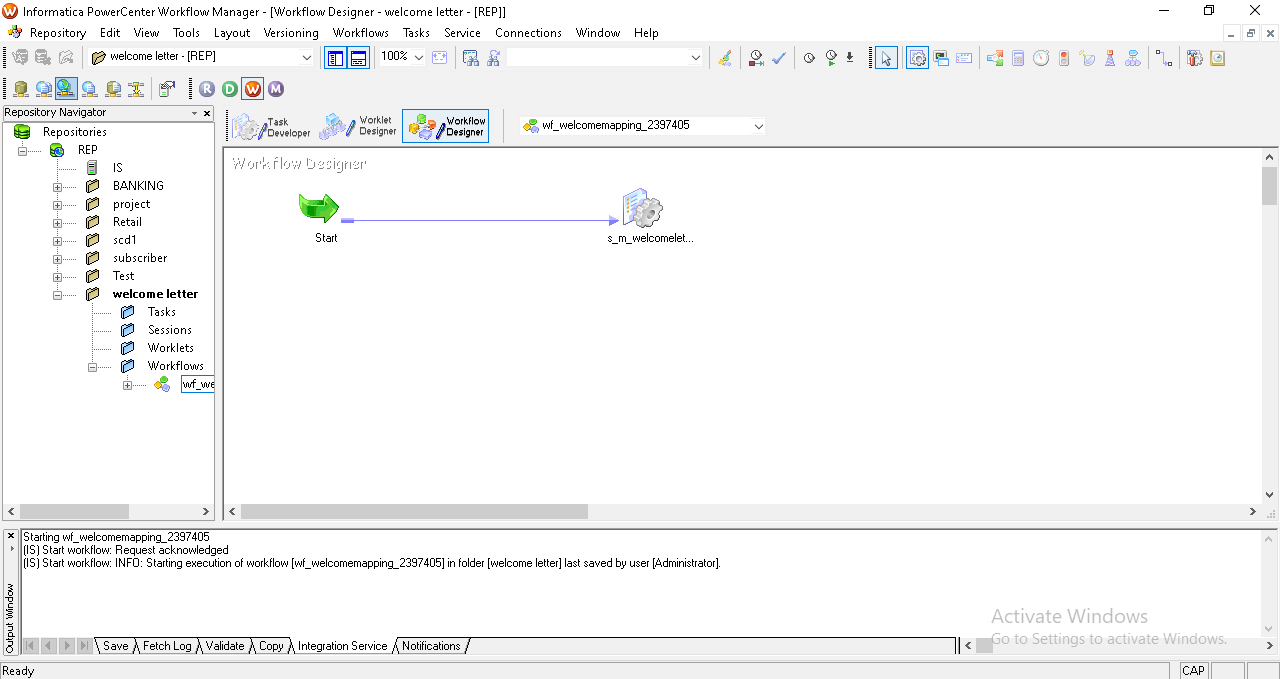 Informatica PowerCenter Workflow Manager - [Workflow Designer - welcome letter - [REP]]
Repository Edit View Tools Layout Versioning Workflows Tasks Service Connections Window Help
welcome letter - [REP] 100%
R D W M
Repository Navigator
Repositories
REP
IS
BANKING
project
Retail
scd1
subscriber
Test
welcome letter
Tasks
Sessions
Worklets
Workflows
wf_we
Task Developer
Worklet Designer
Workflow Designer
wf_welcomemapping_2397405
Workflow Designer
Start
s_m_welcomelet...
Starting wf_welcomemapping_2397405
(IS) Start workflow: Request acknowledged
(IS) Start workflow: INFO: Starting execution of workflow [wf_welcomemapping_2397405] in folder [welcome letter] last saved by user [Administrator].
Output Window
Save Fetch Log Validate Copy Integration Service Notifications
Activate Windows
Go to Settings to activate Windows.
Ready
CAP